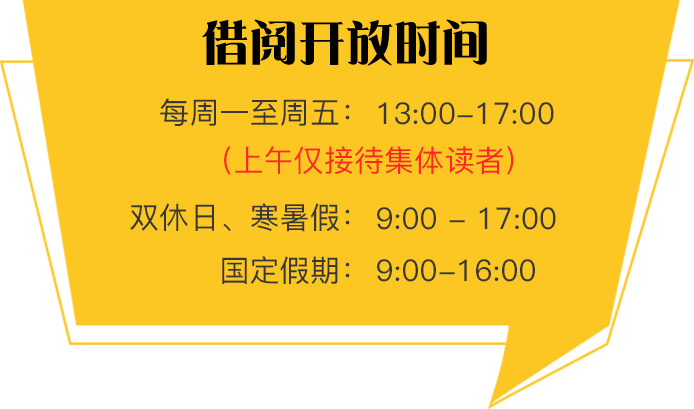 借阅开放时间
每周一至周五：13:00-17:00
（上午仅接待集体读者）
双休日、寒暑假：9:00 - 17:00
国定假期：9:00-16:00